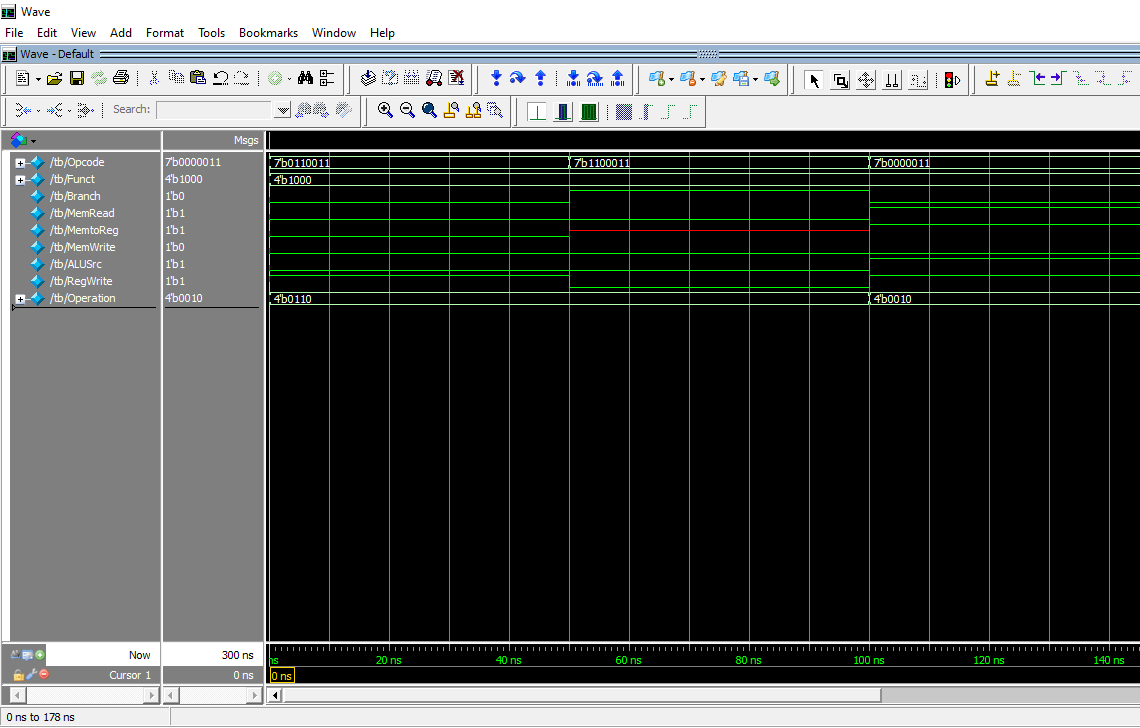 Wave
File Edit View Add Format Tools Bookmarks Window Help
Wave - Default
Search:
Msgs
/tb/Opcode 7'b0000011 7'b0110011 7'b1100011 7'b0000011
/tb/Funct 4'b1000 4'b1000
/tb/Branch 1'b0
/tb/MemRead 1'b1
/tb/MemtoReg 1'b1
/tb/MemWrite 1'b0
/tb/ALUSrc 1'b1
/tb/RegWrite 1'b1
/tb/Operation 4'b0010 4'b0110 4'b0010
Now 300 ns ns 20 ns 40 ns 60 ns 80 ns 100 ns 120 ns 140 ns
Cursor 1 0 ns 0 ns
0 ns to 178 ns